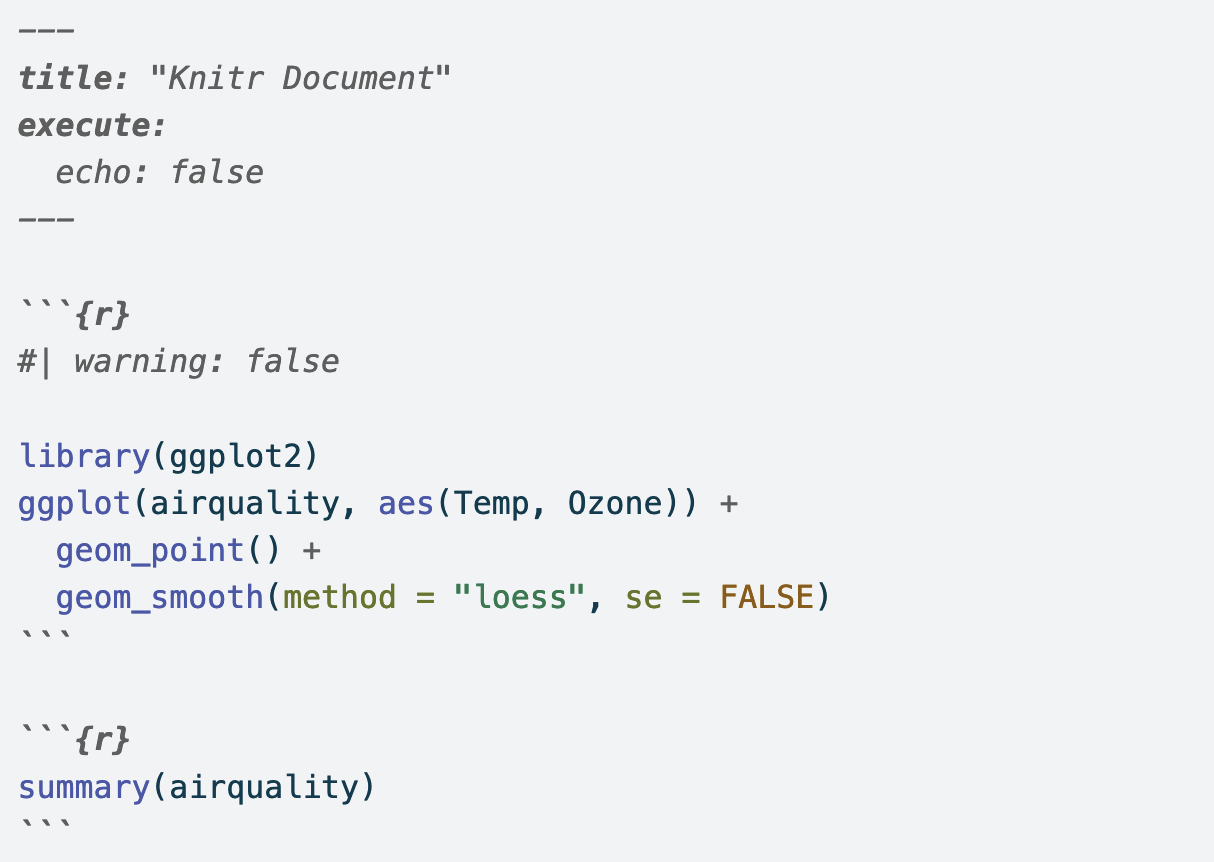 ---
title: "Knitr Document"
execute:
  echo: false
---

```{r}
#| warning: false

library(ggplot2)
ggplot(airquality, aes(Temp, Ozone)) +
  geom_point() +
  geom_smooth(method = "loess", se = FALSE)
```

```{r}
summary(airquality)
```